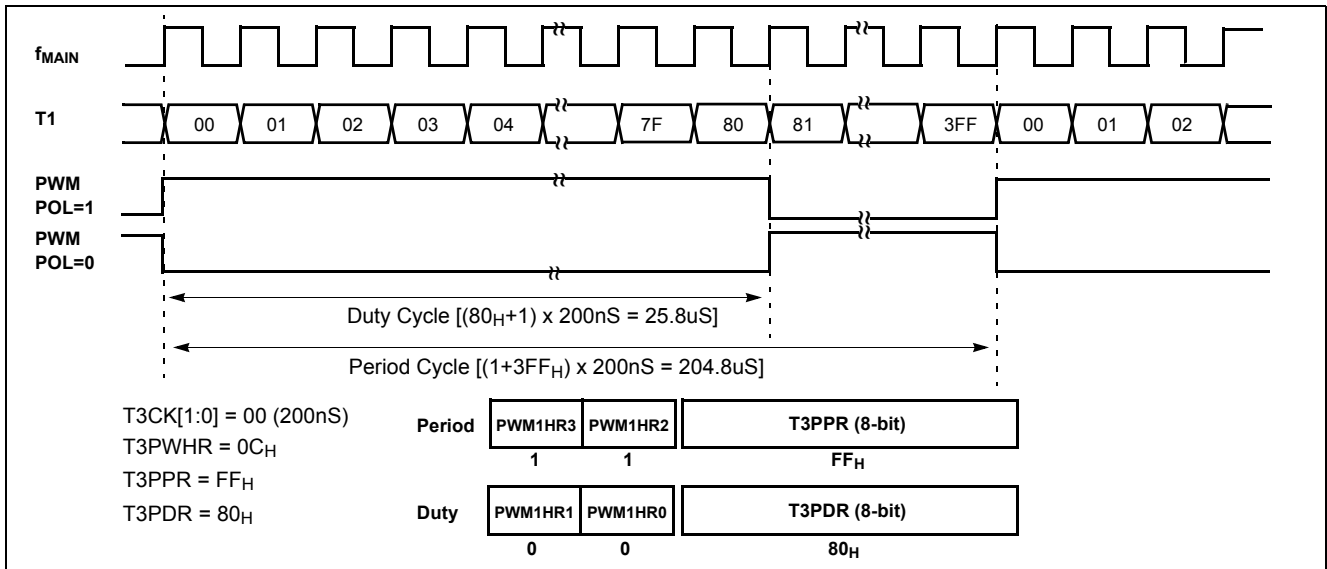 fMAIN
T1 00 01 02 03 04 7F 80 81 3FF 00 01 02
PWM
POL=1
PWM
POL=0
Duty Cycle [(80H+1) x 200nS = 25.8uS]
Period Cycle [(1+3FFH) x 200nS = 204.8uS]
T3CK[1:0] = 00 (200nS)
T3PWHR = 0CH
T3PPR = FFH
T3PDR = 80H
Period PWM1HR3 PWM1HR2 T3PPR (8-bit)
1 1 FFH
Duty PWM1HR1 PWM1HR0 T3PDR (8-bit)
0 0 80H